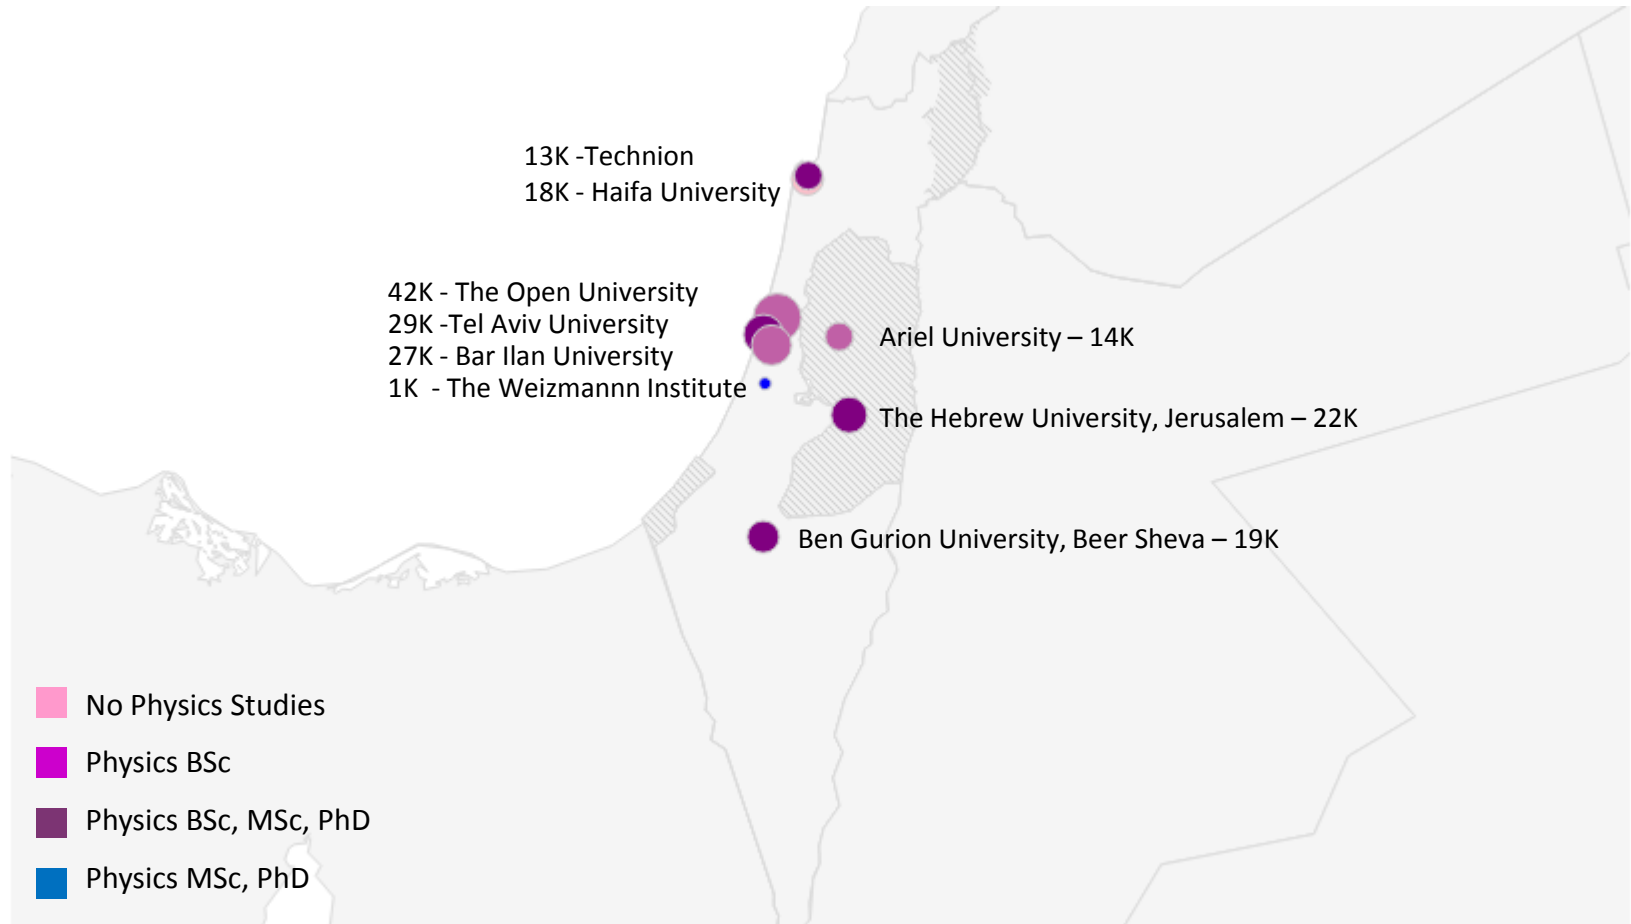 13K -Technion
18K - Haifa University
42K - The Open University
29K -Tel Aviv University
27K - Bar Ilan University
1K  - The Weizmannn Institute
Ariel University – 14K
The Hebrew University, Jerusalem – 22K
Ben Gurion University, Beer Sheva – 19K
No Physics Studies
Physics BSc
Physics BSc, MSc, PhD
Physics MSc, PhD